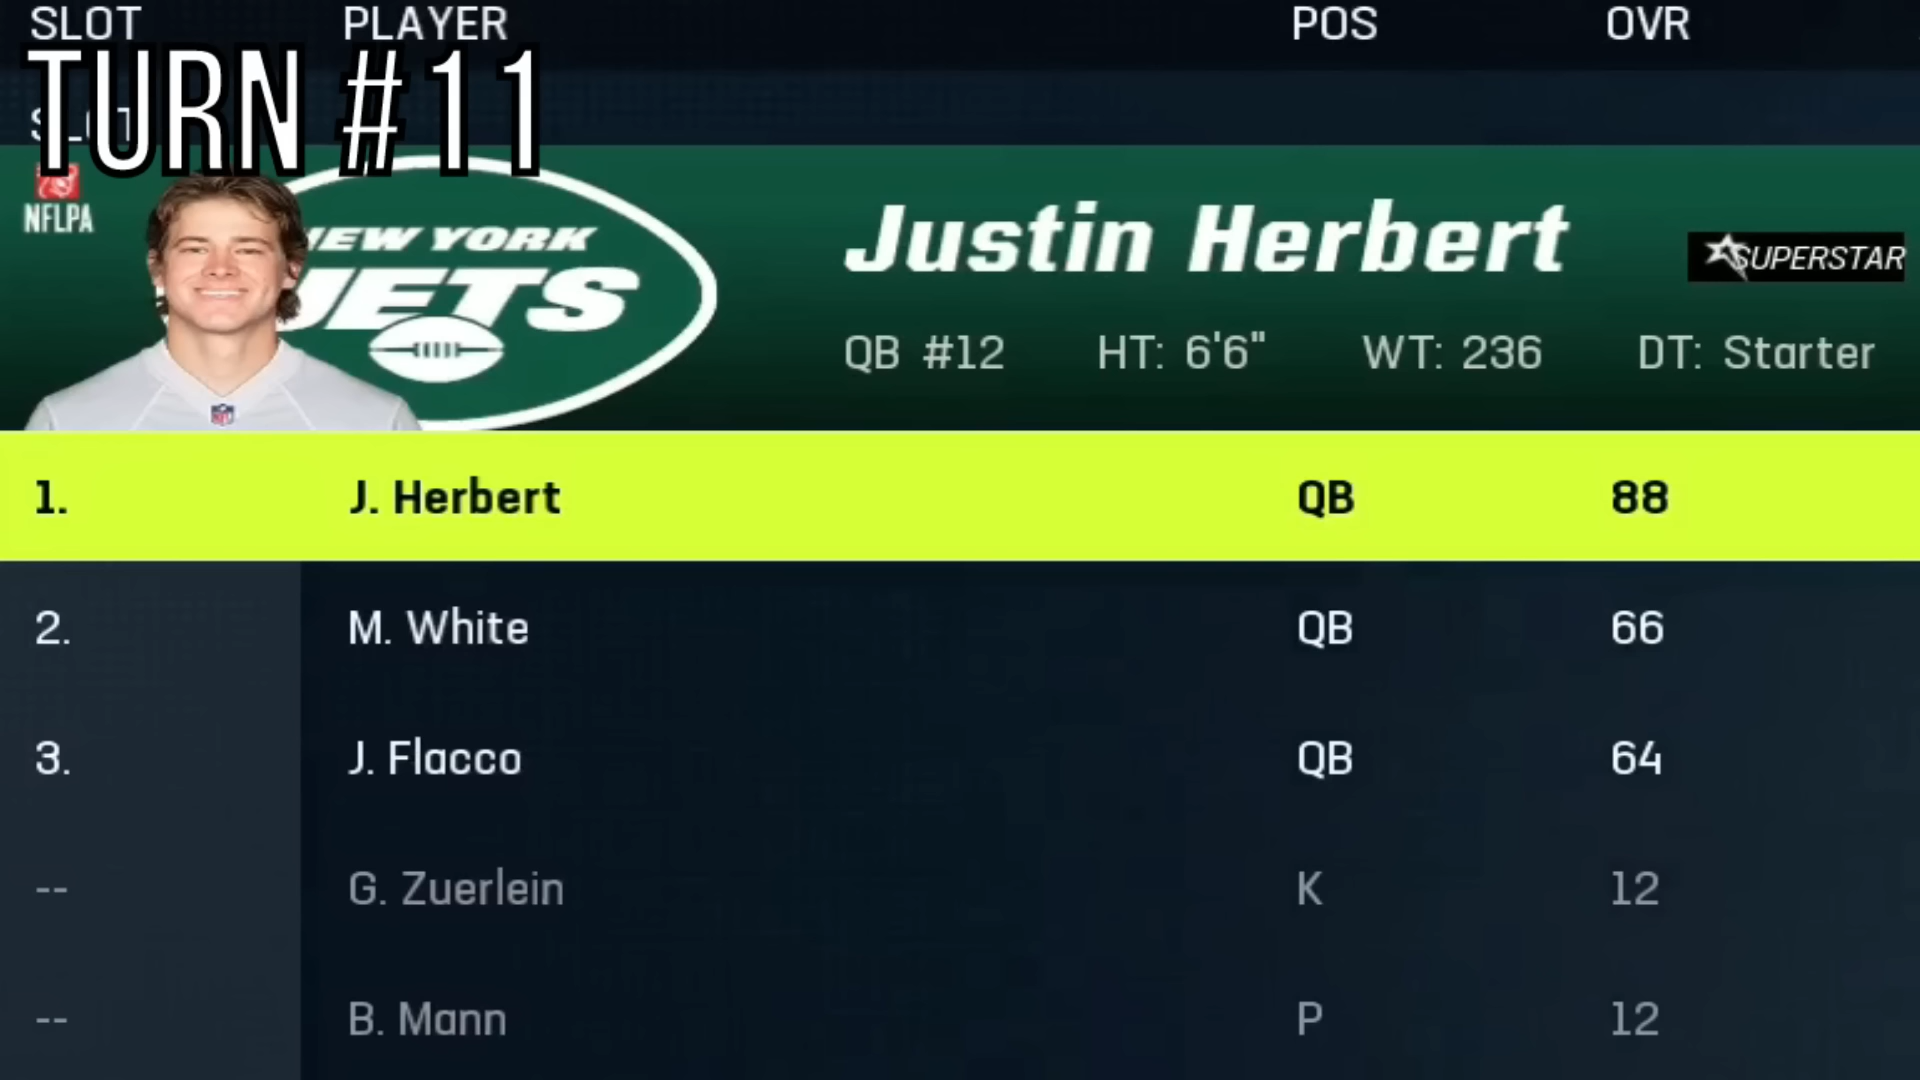 SLOT PLAYER POS OVR
TURN #11
NFLPA
NEW YORK
JETS
Justin Herbert
SUPERSTAR
QB #12 HT: 6'6" WT: 236 DT: Starter
1. J. Herbert QB 88
2. M. White QB 66
3. J. Flacco QB 64
-- G. Zuerlein K 12
-- B. Mann P 12